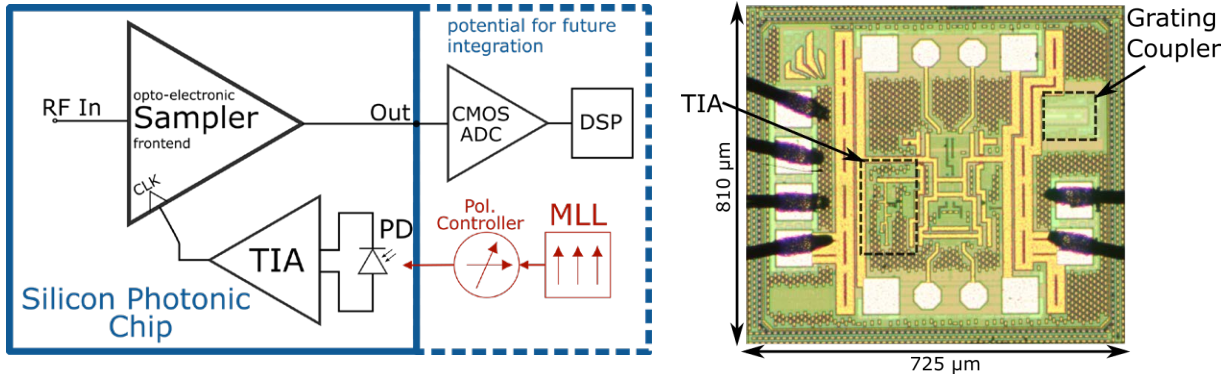 potential for future
integration
RF In
opto-electronic
Sampler
frontend
CLK
Out
CMOS
ADC
DSP
TIA
PD
Pol.
Controller
MLL
Silicon Photonic
Chip
Grating
Coupler
TIA
810 µm
725 µm